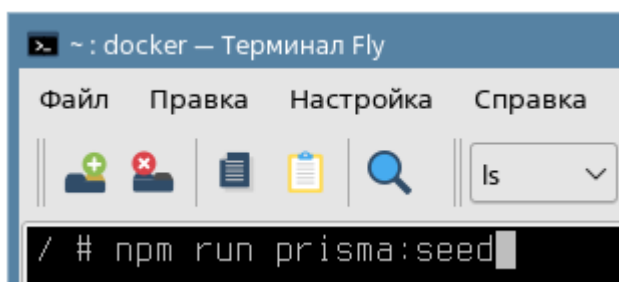 ~ : docker — Терминал Fly
Файл Правка Настройка Справка
ls
/ # npm run prisma:seed